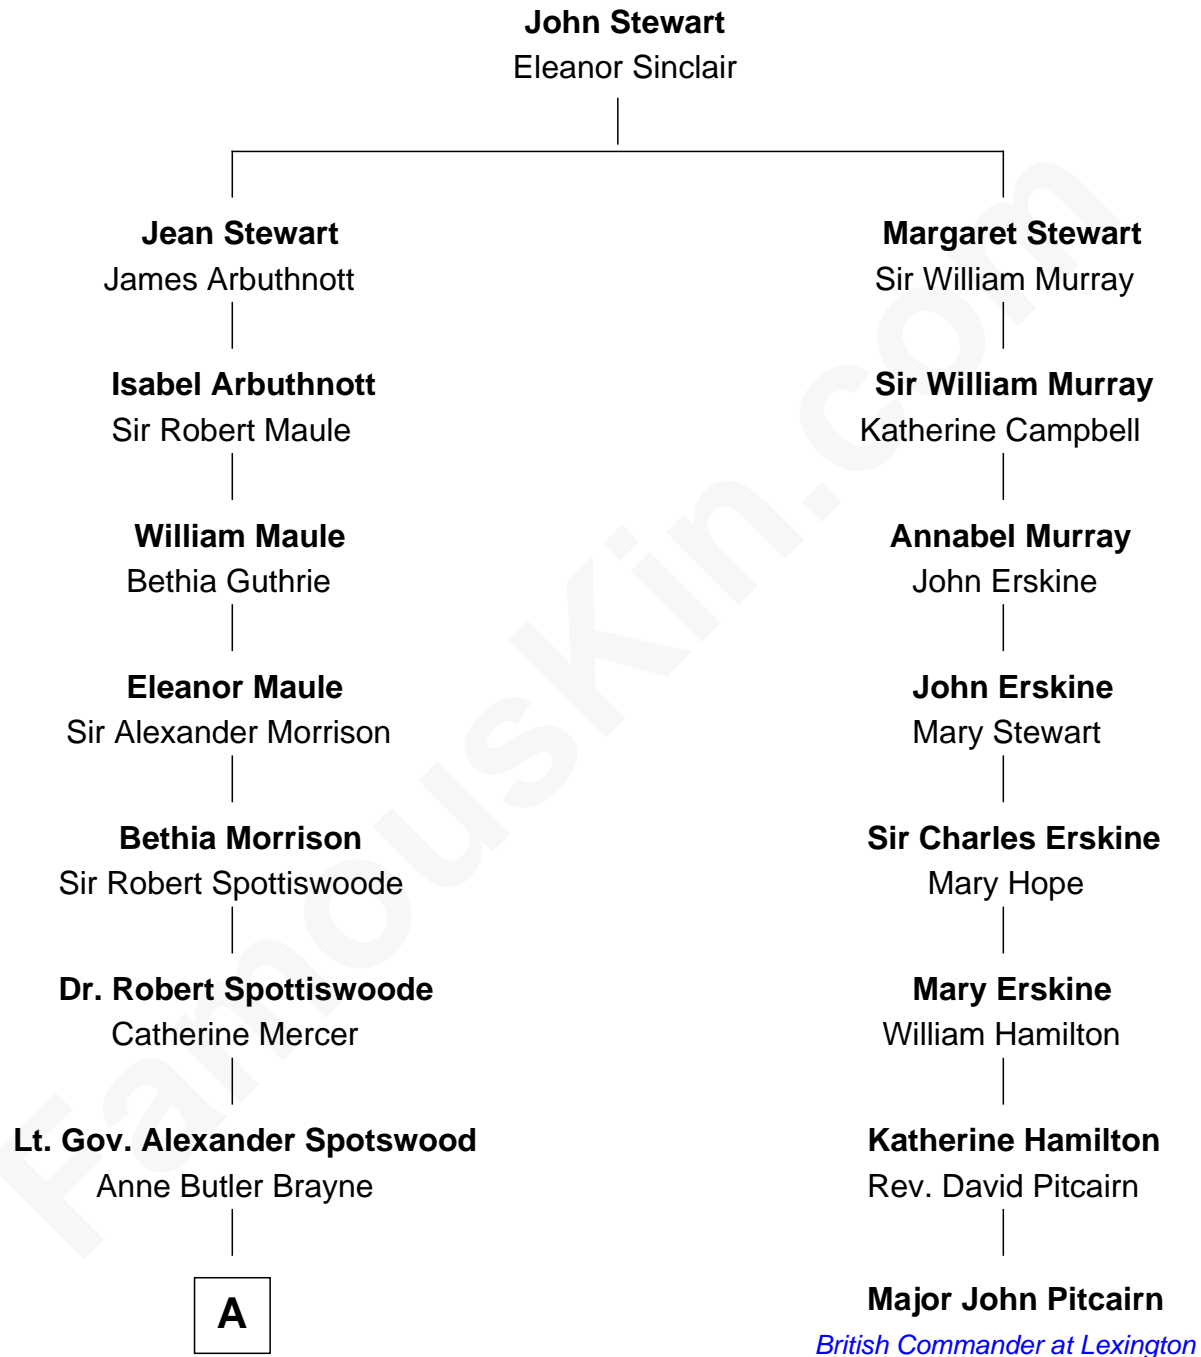 John Stewart
Eleanor Sinclair
Jean Stewart
James Arbuthnott
Margaret Stewart
Sir William Murray
Isabel Arbuthnott
Sir Robert Maule
Sir William Murray
Katherine Campbell
William Maule
Bethia Guthrie
Annabel Murray
John Erskine
Eleanor Maule
Sir Alexander Morrison
John Erskine
Mary Stewart
Bethia Morrison
Sir Robert Spottiswoode
Sir Charles Erskine
Mary Hope
Dr. Robert Spottiswoode
Catherine Mercer
Mary Erskine
William Hamilton
Lt. Gov. Alexander Spotswood
Anne Butler Brayne
Katherine Hamilton
Rev. David Pitcairn
A
Major John Pitcairn
British Commander at Lexington
FamousKin.com